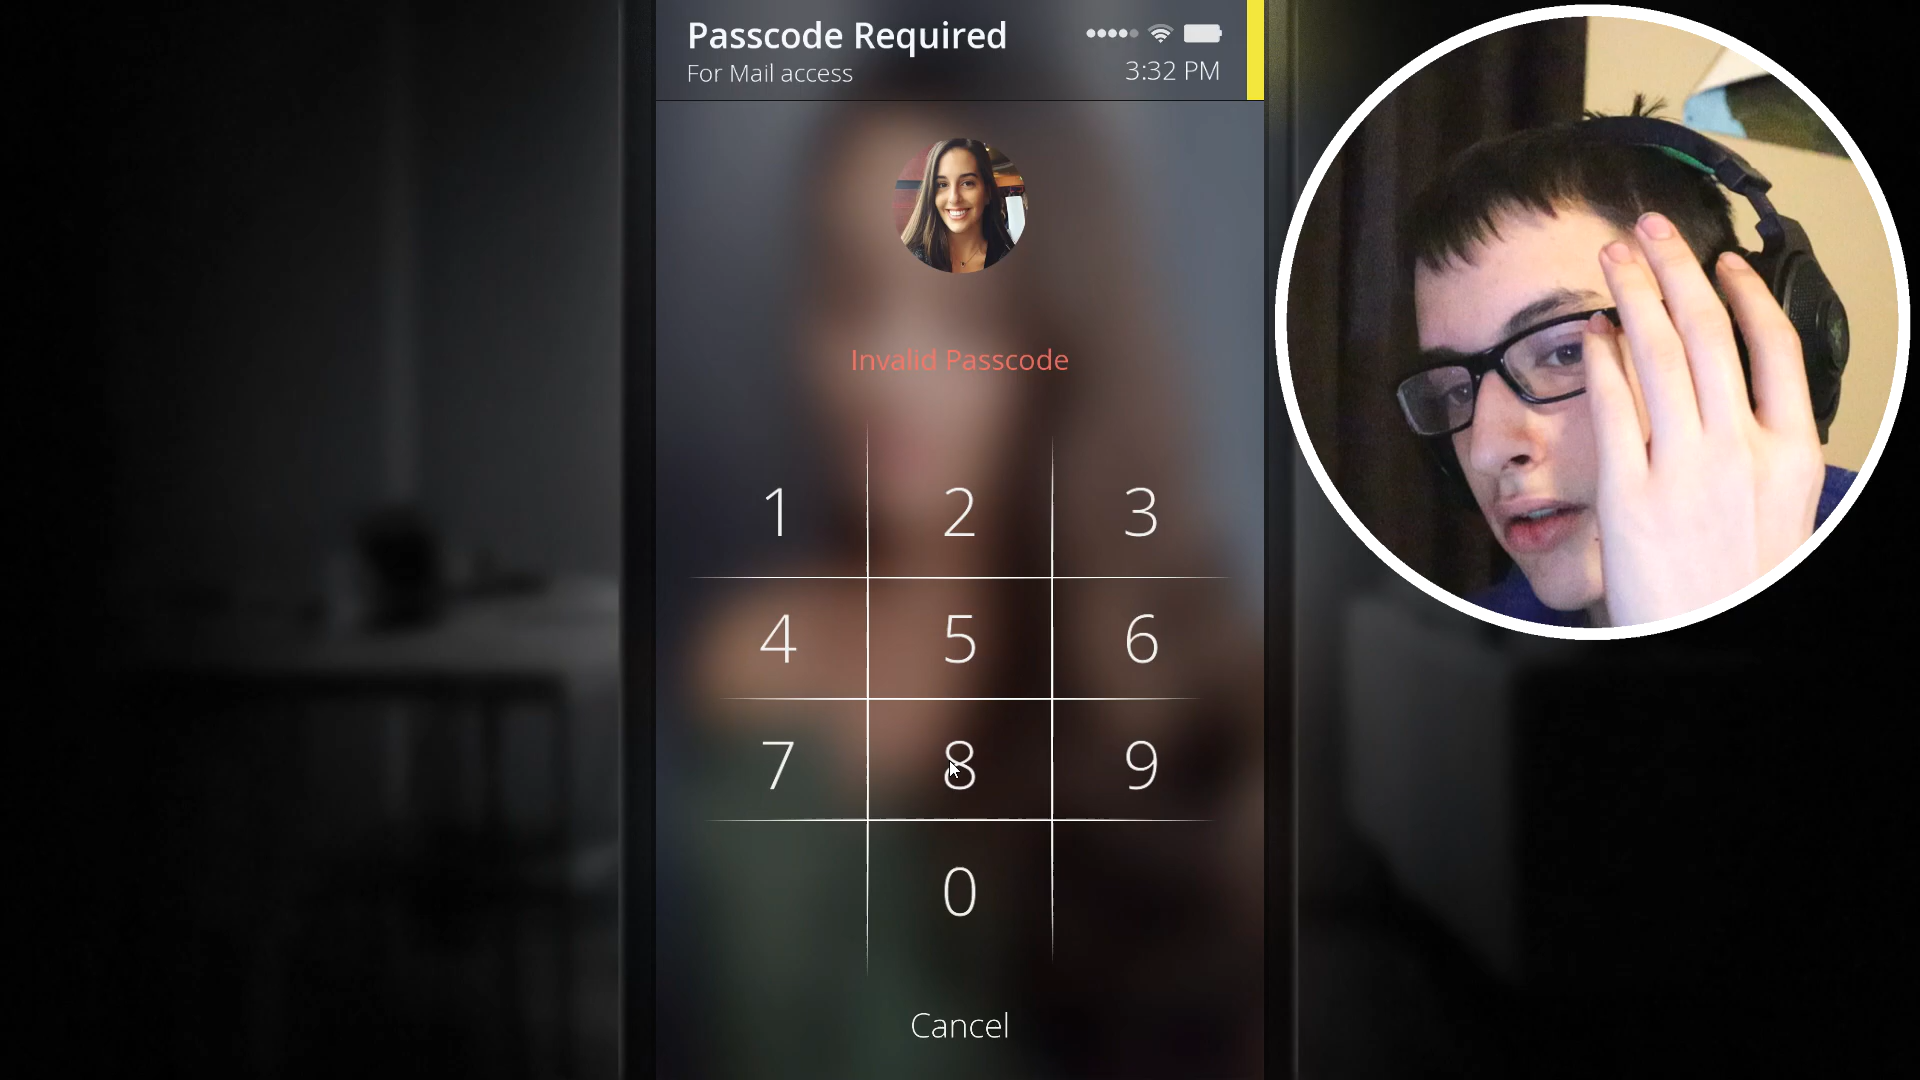 Passcode Required
For Mail access
3:32 PM
Invalid Passcode
1 2 3
4 5 6
7 8 9
0
Cancel